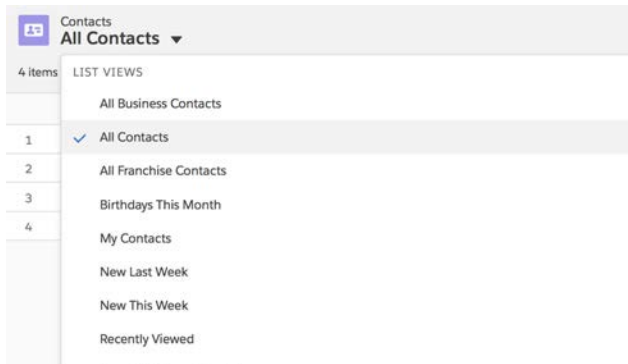 Contacts
All Contacts
4 items
LIST VIEWS
All Business Contacts
1
All Contacts
2
All Franchise Contacts
3
Birthdays This Month
4
My Contacts
New Last Week
New This Week
Recently Viewed